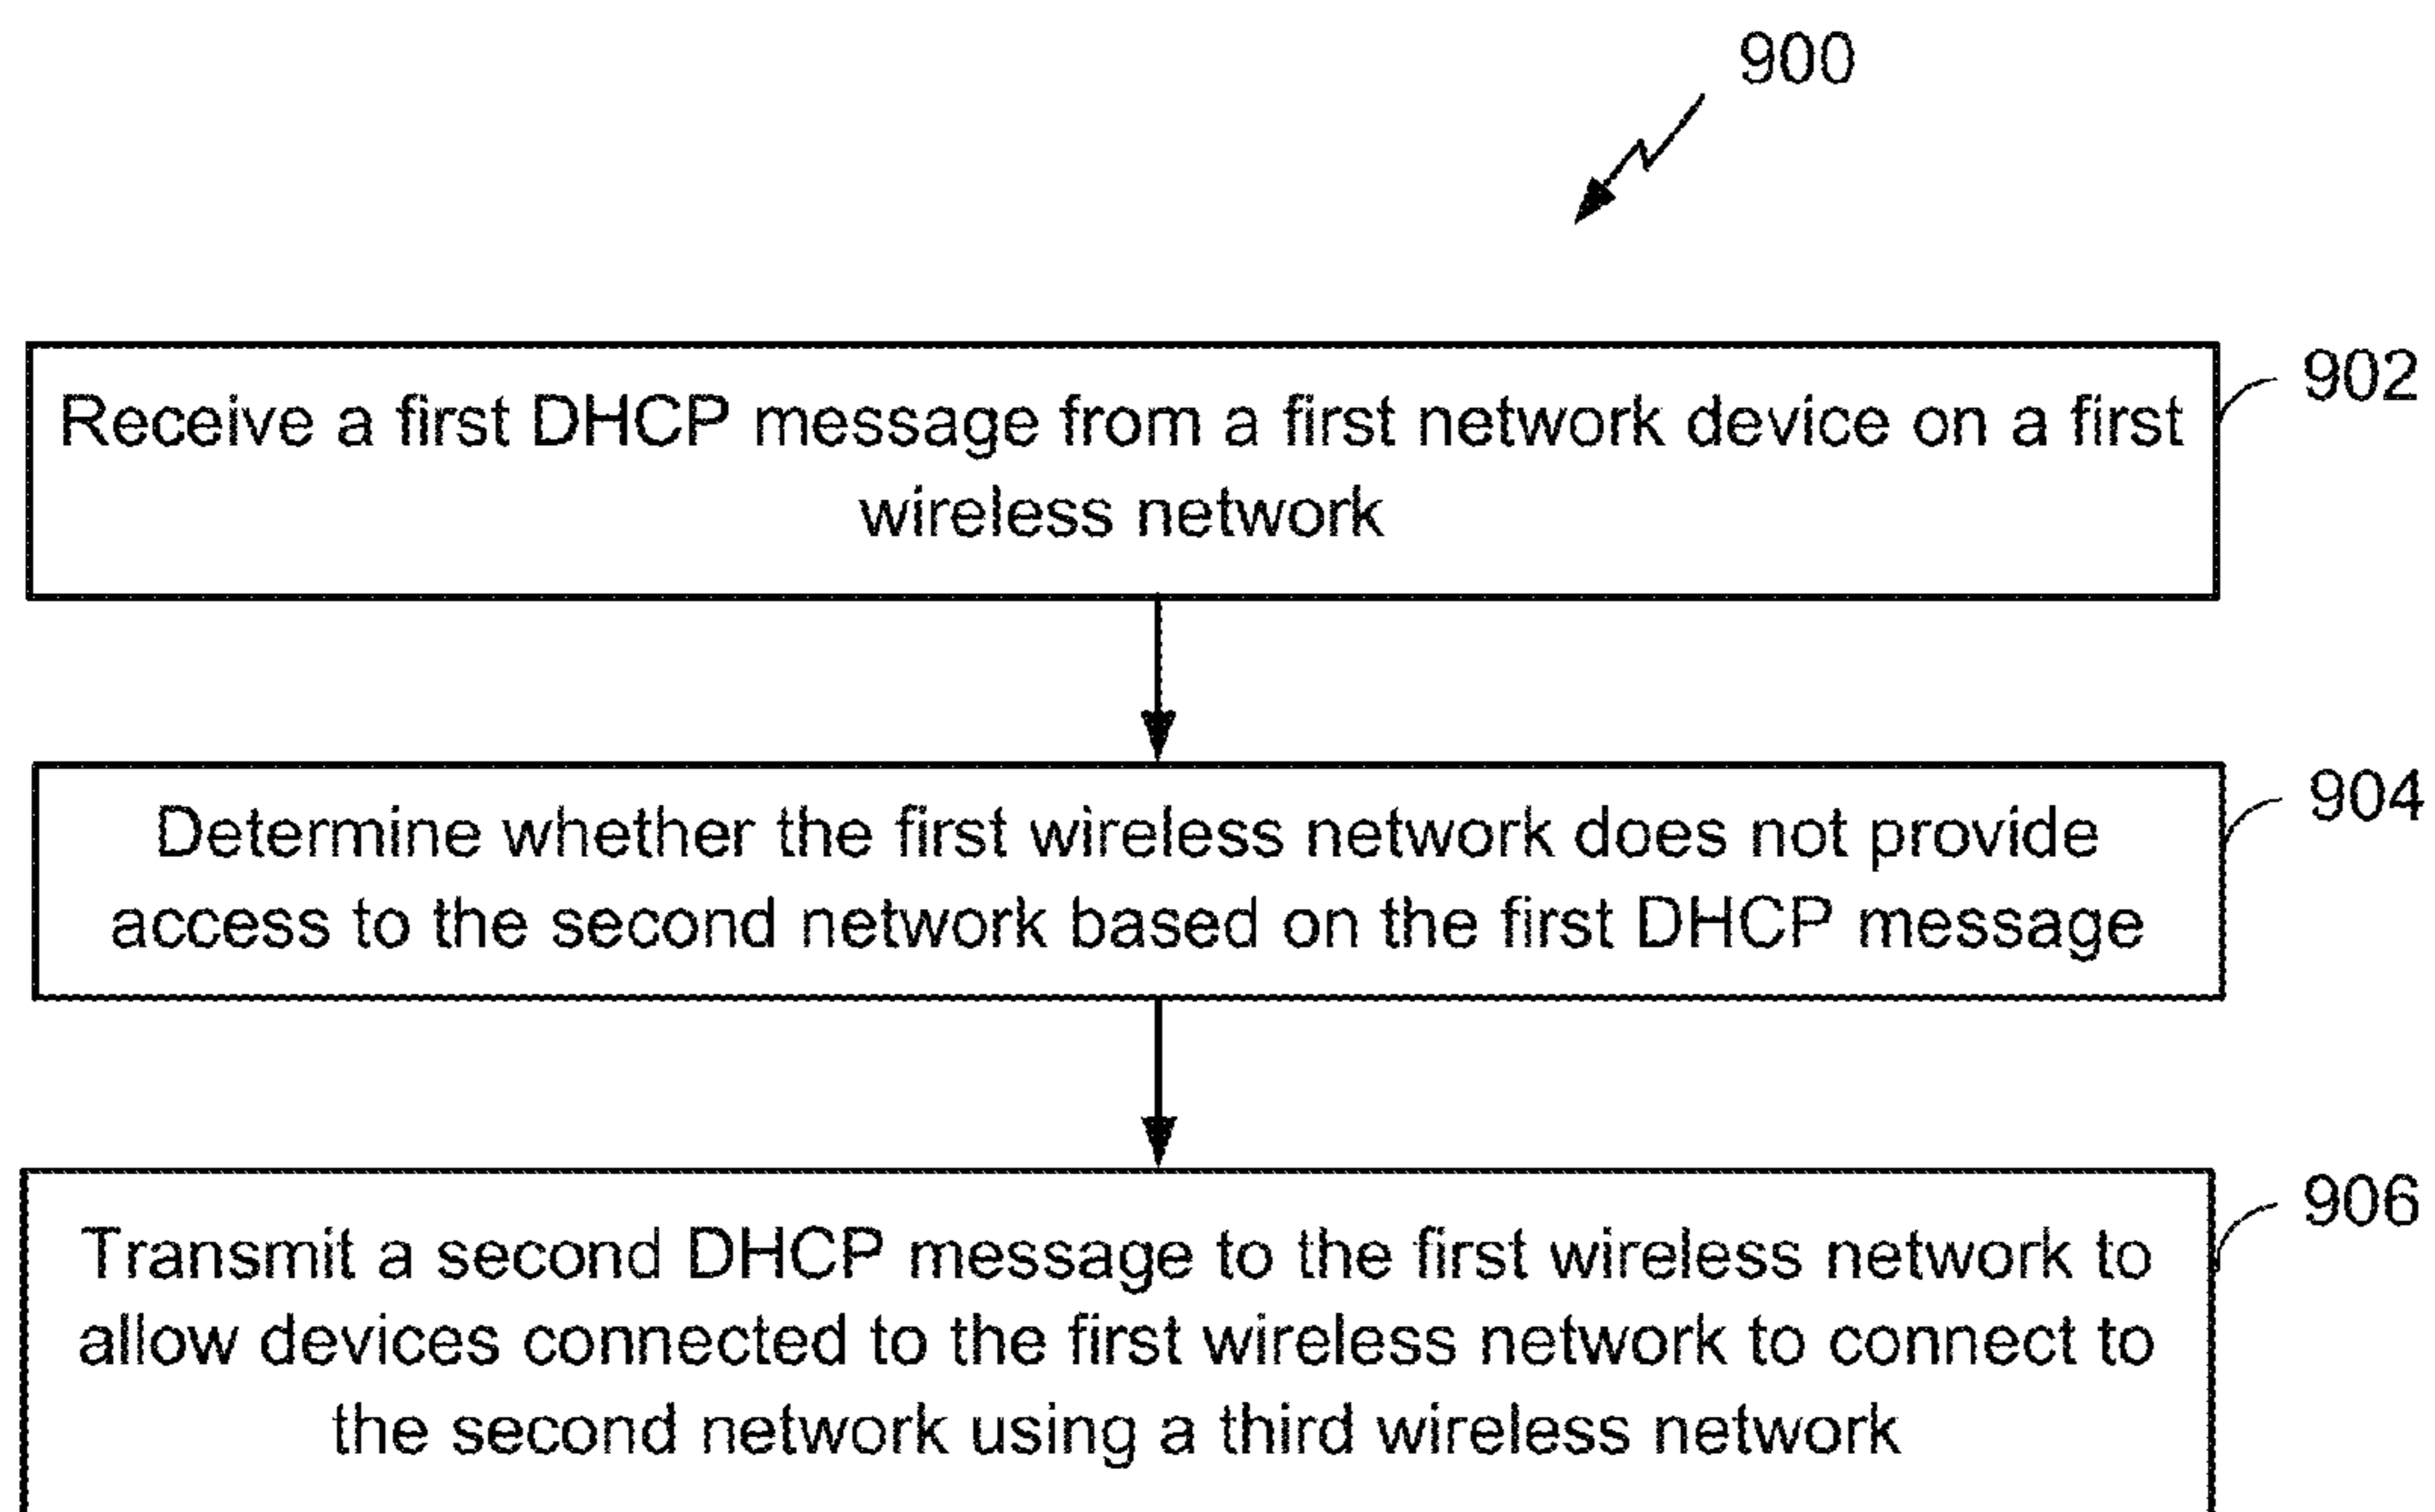 900
Receive a first DHCP message from a first network device on a first
wireless network
902
Determine whether the first wireless network does not provide
access to the second network based on the first DHCP message
904
Transmit a second DHCP message to the first wireless network to
allow devices connected to the first wireless network to connect to
the second network using a third wireless network
906